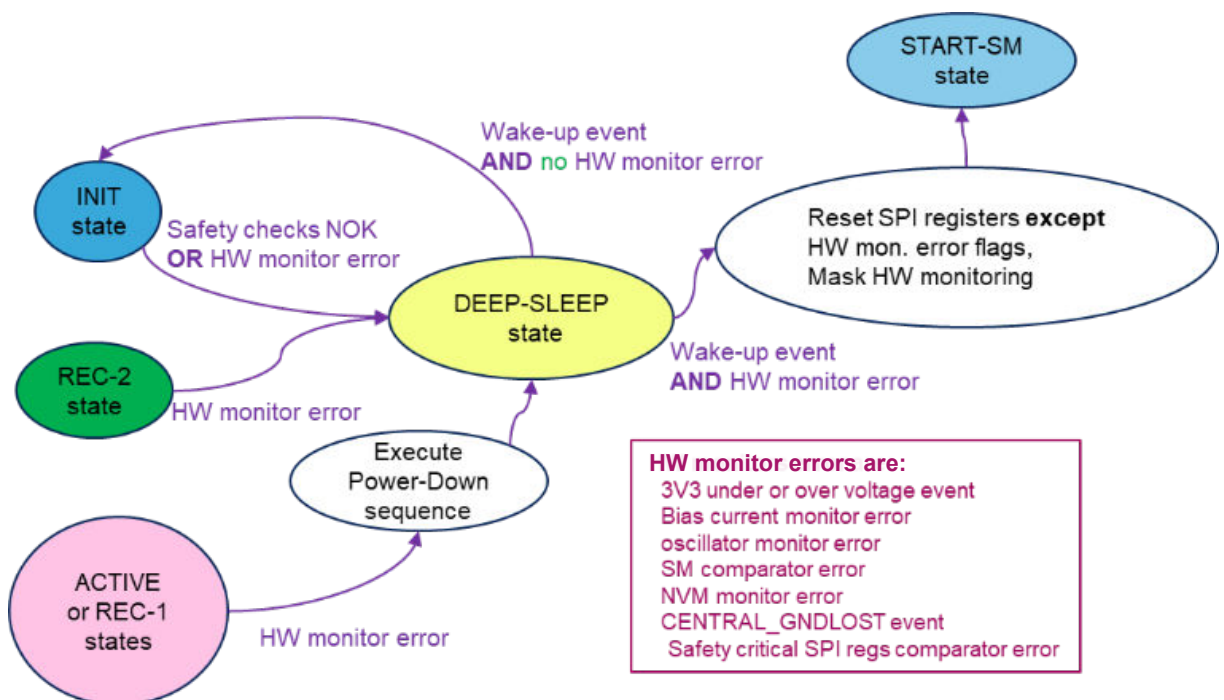 START-SM
state
Wake-up event
AND no HW monitor error
INIT
state
Safety checks NOK
OR HW monitor error
Reset SPI registers except
HW mon. error flags,
Mask HW monitoring
DEEP-SLEEP
state
Wake-up event
AND HW monitor error
REC-2
state
HW monitor error
Execute
Power-Down
sequence
HW monitor errors are:
3V3 under or over voltage event
Bias current monitor error
oscillator monitor error
SM comparator error
NVM monitor error
CENTRAL_GNDLOST event
Safety critical SPI regs comparator error
ACTIVE
or REC-1
states
HW monitor error